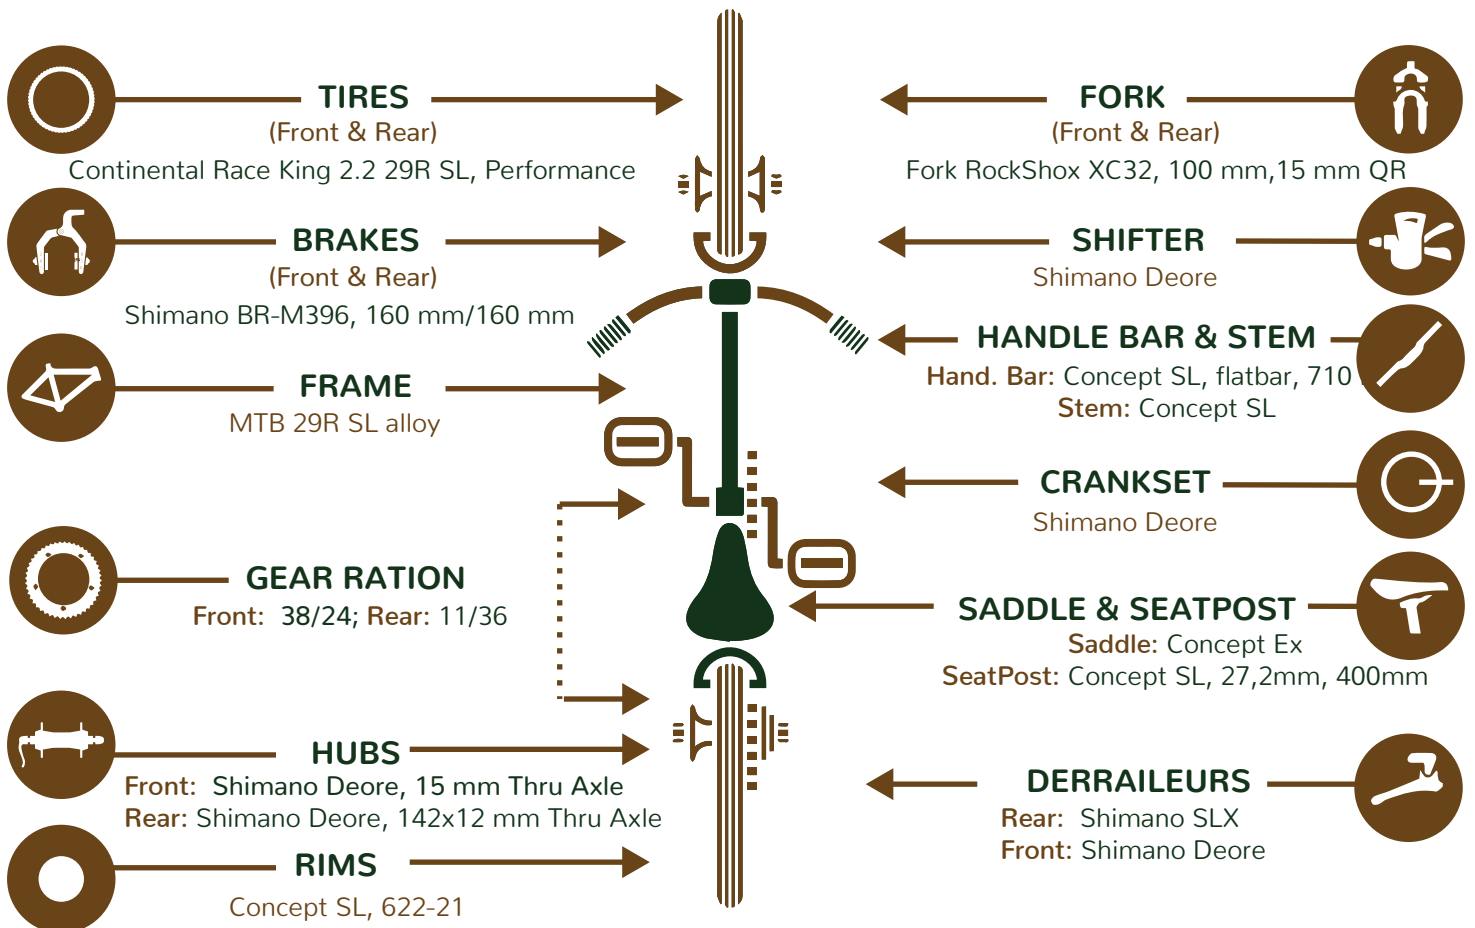 TIRES
(Front & Rear)
Continental Race King 2.2 29R SL, Performance
BRAKES
(Front & Rear)
Shimano BR-M396, 160 mm/160 mm
FRAME
MTB 29R SL alloy
GEAR RATION
Front: 38/24; Rear: 11/36
HUBS
Front: Shimano Deore, 15 mm Thru Axle
Rear: Shimano Deore, 142x12 mm Thru Axle
RIMS
Concept SL, 622-21
FORK
(Front & Rear)
Fork RockShox XC32, 100 mm,15 mm QR
SHIFTER
Shimano Deore
HANDLE BAR & STEM
Hand. Bar: Concept SL, flatbar, 710
Stem: Concept SL
CRANKSET
Shimano Deore
SADDLE & SEATPOST
Saddle: Concept Ex
SeatPost: Concept SL, 27,2mm, 400mm
DERRAILEURS
Rear: Shimano SLX
Front: Shimano Deore